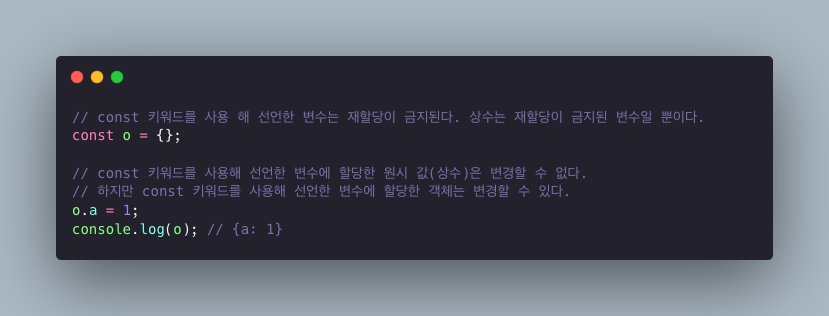 // const 키워드를 사용 해 선언한 변수는 재할당이 금지된다. 상수는 재할당이 금지된 변수일 뿐이다.
const o = {};
// const 키워드를 사용해 선언한 변수에 할당한 원시 값(상수)은 변경할 수 없다.
// 하지만 const 키워드를 사용해 선언한 변수에 할당한 객체는 변경할 수 있다.
o.a = 1;
console.log(o); // {a: 1}